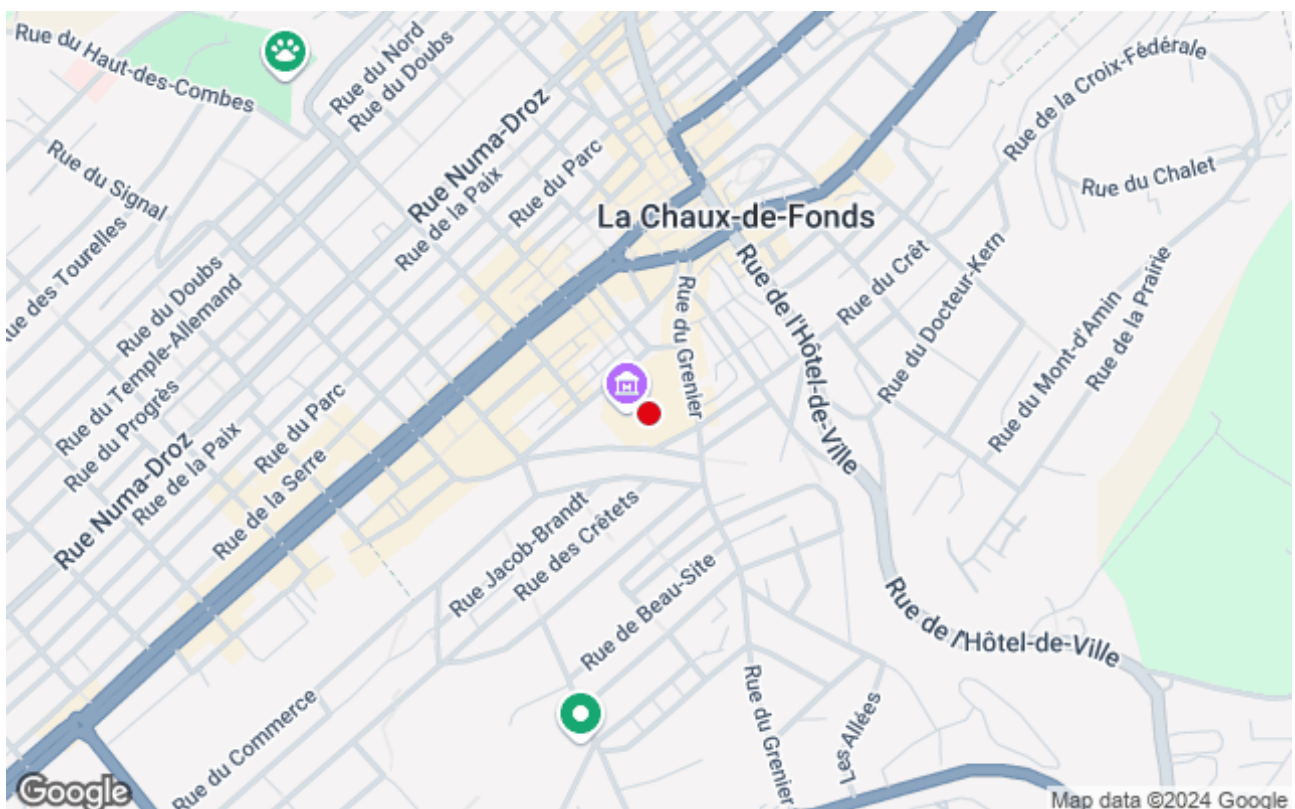 Rue du Haut-des-Combes
Rue du Nord
Rue du Doubs
Rue Numa-Droz
Rue de la Paix
Rue du Parc
Rue de la Croix-Fédérale
Rue du Chalet
Rue du Signal
La Chaux-de-Fonds
ue des Tourelles
Rue du Doubs
Rue du Temple-Allemand
Rue du Progrès
Rue Numa-Droz
Rue de la Paix
Rue du Parc
Rue de la Serre
Rue du Grenier
Rue de l'Hôtel-de-Ville
Rue du Crêt
Rue du Docteur-Kern
Rue du Mont-d'Amin
Rue de la Prairie
Rue Jacob-Brandt
Rue des Crêtets
Rue de Beau-Site
Rue de l'Hôtel-de-Ville
Rue du Commerce
Rue du Grenier
Les Allées
Google
Map data ©2024 Google